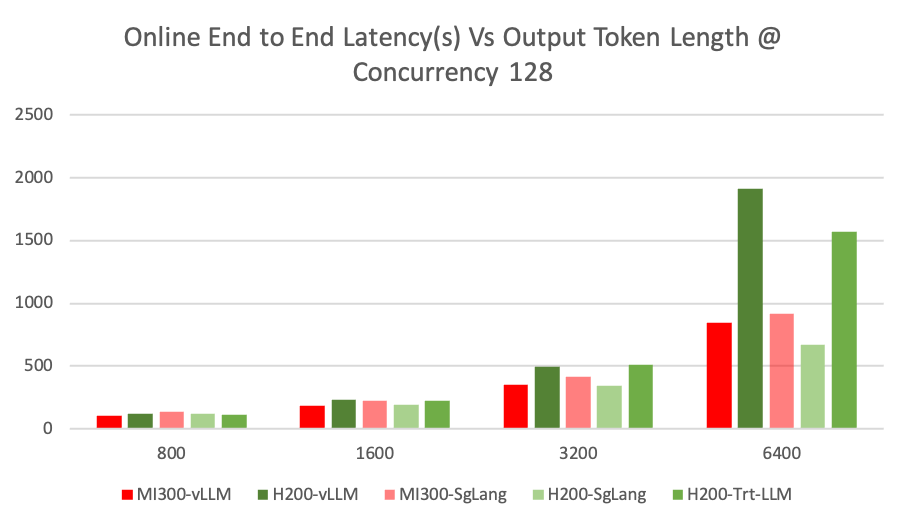 Online End to End Latency(s) Vs Output Token Length @
Concurrency 128
2500
2000
1500
1000
500
0
800 1600 3200 6400
MI300-vLLM H200-vLLM MI300-SgLang H200-SgLang H200-Trt-LLM